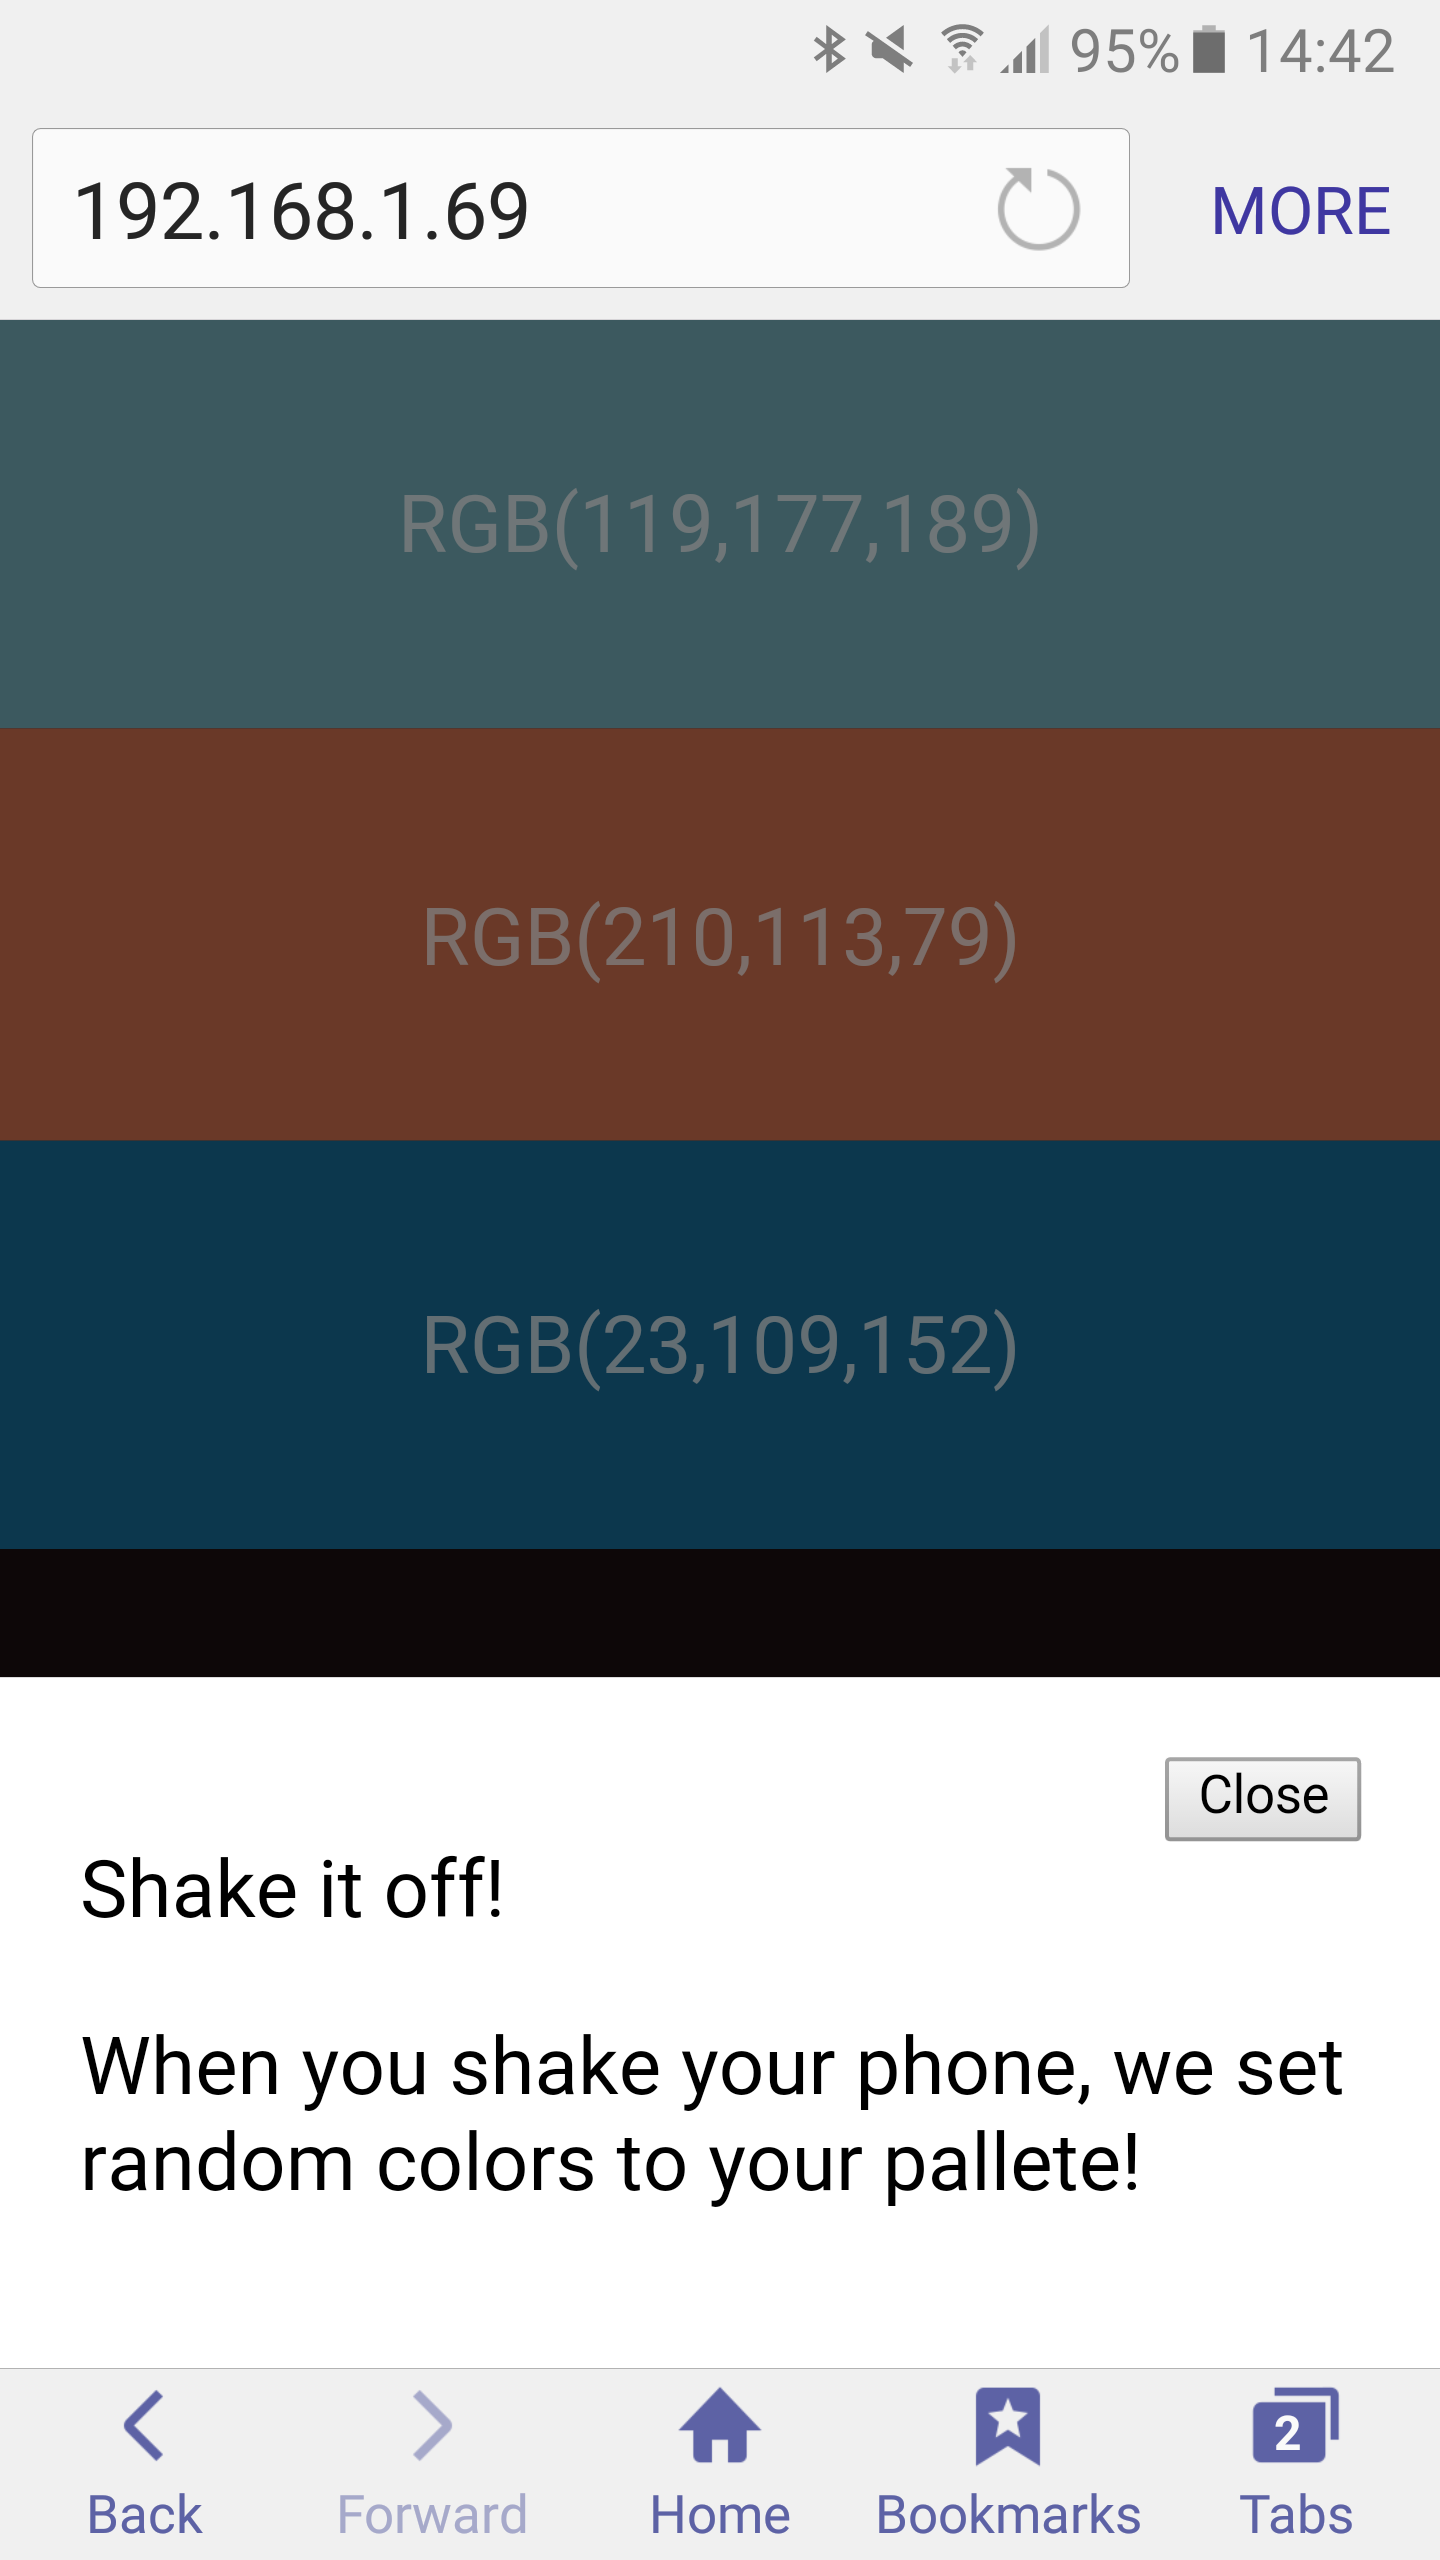 95% 14:42
192.168.1.69 MORE
RGB(119,177,189)
RGB(210,113,79)
RGB(23,109,152)
Close
Shake it off!
When you shake your phone, we set
random colors to your pallete!
2
Back Forward Home Bookmarks Tabs